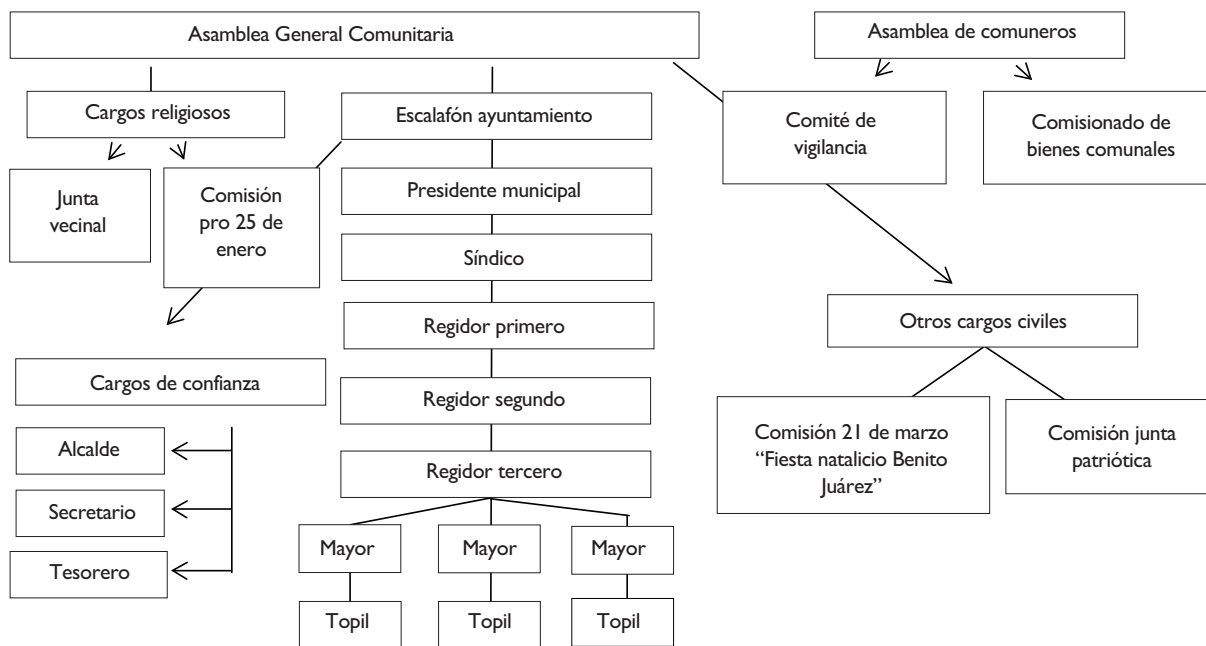 Asamblea General Comunitaria
Asamblea de comuneros
Cargos religiosos
Escalafón ayuntamiento
Comité de
vigilancia
Comisionado de
bienes comunales
Junta
vecinal
Comisión
pro 25 de
enero
Presidente municipal
Síndico
Regidor primero
Otros cargos civiles
Cargos de confianza
Regidor segundo
Comisión 21 de marzo
“Fiesta natalicio Benito
Juárez”
Comisión junta
patriótica
Alcalde
Secretario
Tesorero
Regidor tercero
Mayor
Mayor
Mayor
Topil
Topil
Topil